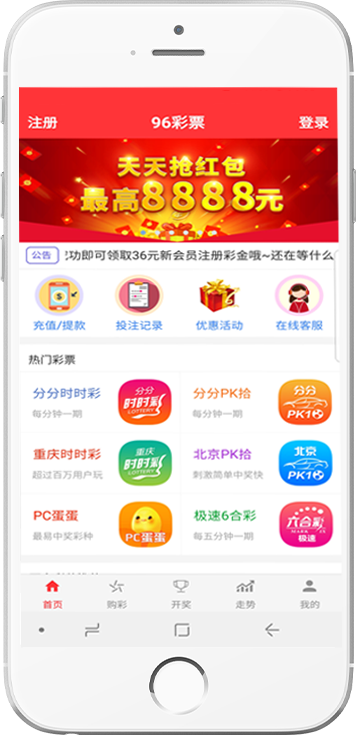 注册 96彩票 登录
天天抢红包
最高8888元
公告 功即可领取36元新会员注册彩金哦~还在等什么
充值/提款 投注记录 优惠活动 在线客服
热门彩票
分分时时彩 分分 时时彩 LOTTERY 分分PK拾 分分 PK10
每分钟一期 每分钟一期
重庆时时彩 重庆 时时彩 LOTTERY 北京PK拾 北京 PK10
超过百万用户玩 刺激简单中奖快
PC蛋蛋 PC蛋蛋 极速6合彩 六合彩 MARK SIX 极速
最易中奖彩种 每五分钟一期
首页 购彩 开奖 走势 我的